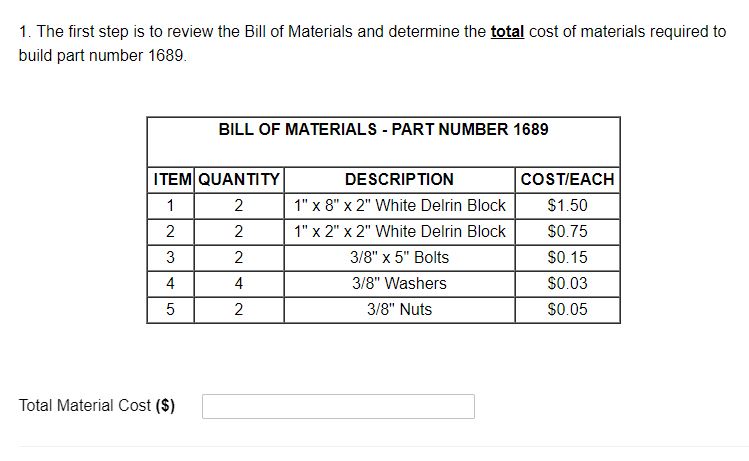 1. The first step is to review the Bill of Materials and determine the total cost of materials required to
build part number 1689.
BILL OF MATERIALS - PART NUMBER 1689
ITEM QUANTITY DESCRIPTION COST/EACH
1 2 1" x 8" x 2" White Delrin Block $1.50
2 2 1" x 2" x 2" White Delrin Block $0.75
3 2 3/8" x 5" Bolts $0.15
4 4 3/8" Washers $0.03
5 2 3/8" Nuts $0.05
Total Material Cost ($)